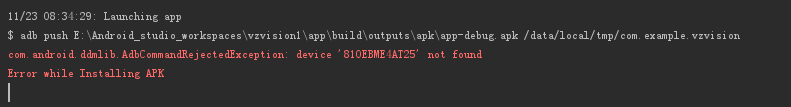 11/23 08:34:29: Launching app
$ adb push E:\Android_studio_workspaces\vzvision1\app\build\outputs\apk\app-debug.apk /data/local/tmp/com.example.vzvision
com.android.ddmlib.AdbCommandRejectedException: device '810EBME4AT25' not found
Error while Installing APK